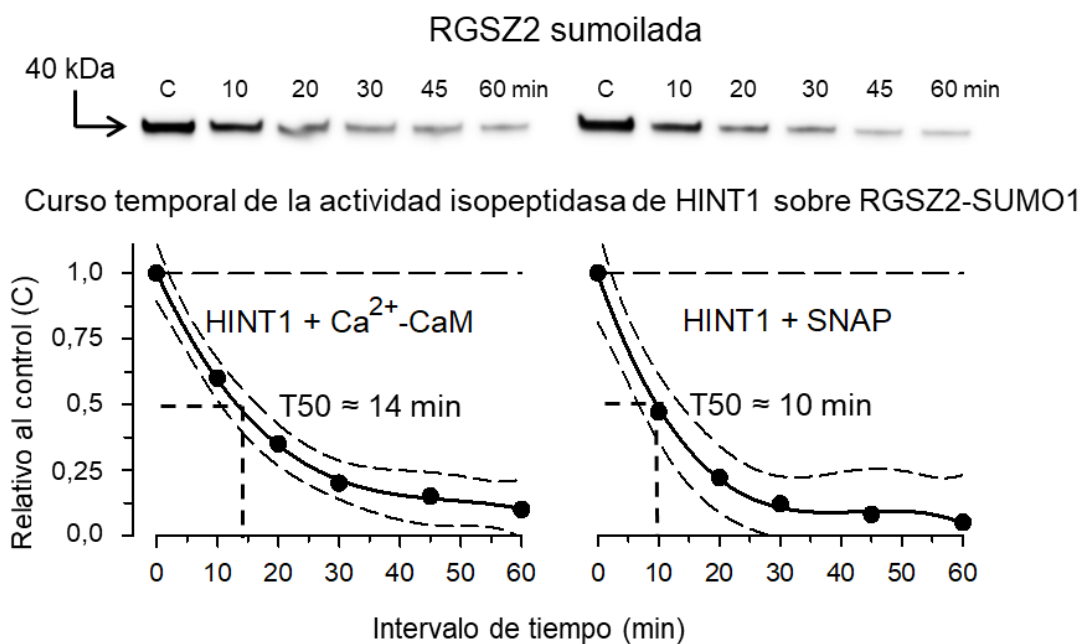 RGSZ2 sumoilada
40 kDa
C 10 20 30 45 60 min C 10 20 30 45 60 min
Curso temporal de la actividad isopeptidasa de HINT1 sobre RGSZ2-SUMO1
Relativo al control (C)
1,0
0,75
0,5
0,25
0,0
HINT1 + Ca²⁺-CaM
T50 ≈ 14 min
0 10 20 30 40 50 60
HINT1 + SNAP
T50 ≈ 10 min
0 10 20 30 40 50 60
Intervalo de tiempo (min)